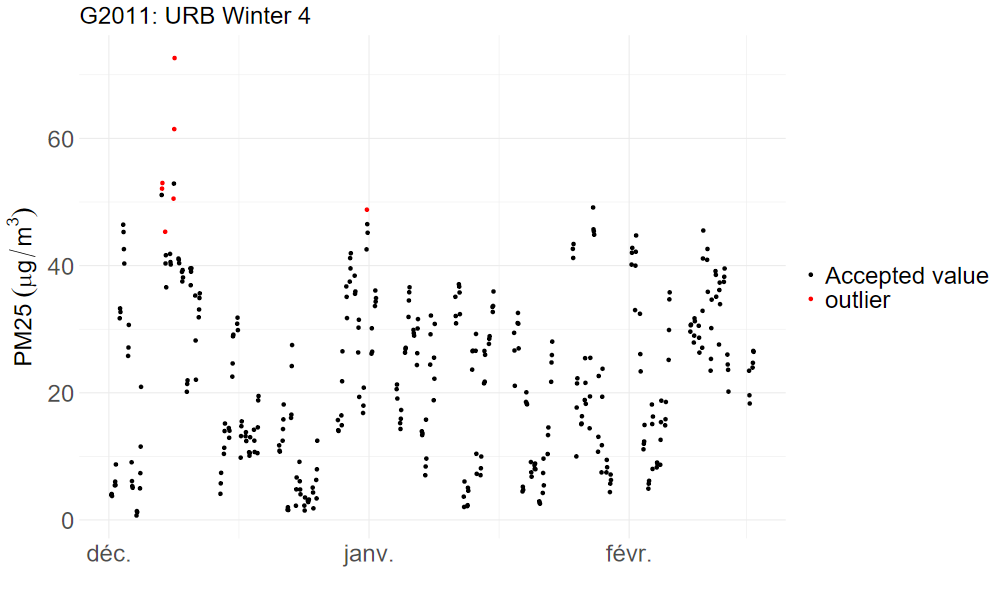 G2011: URB Winter 4
PM25 (μg/m³)
60
40
20
0
déc.
janv.
févr.
Accepted value
outlier